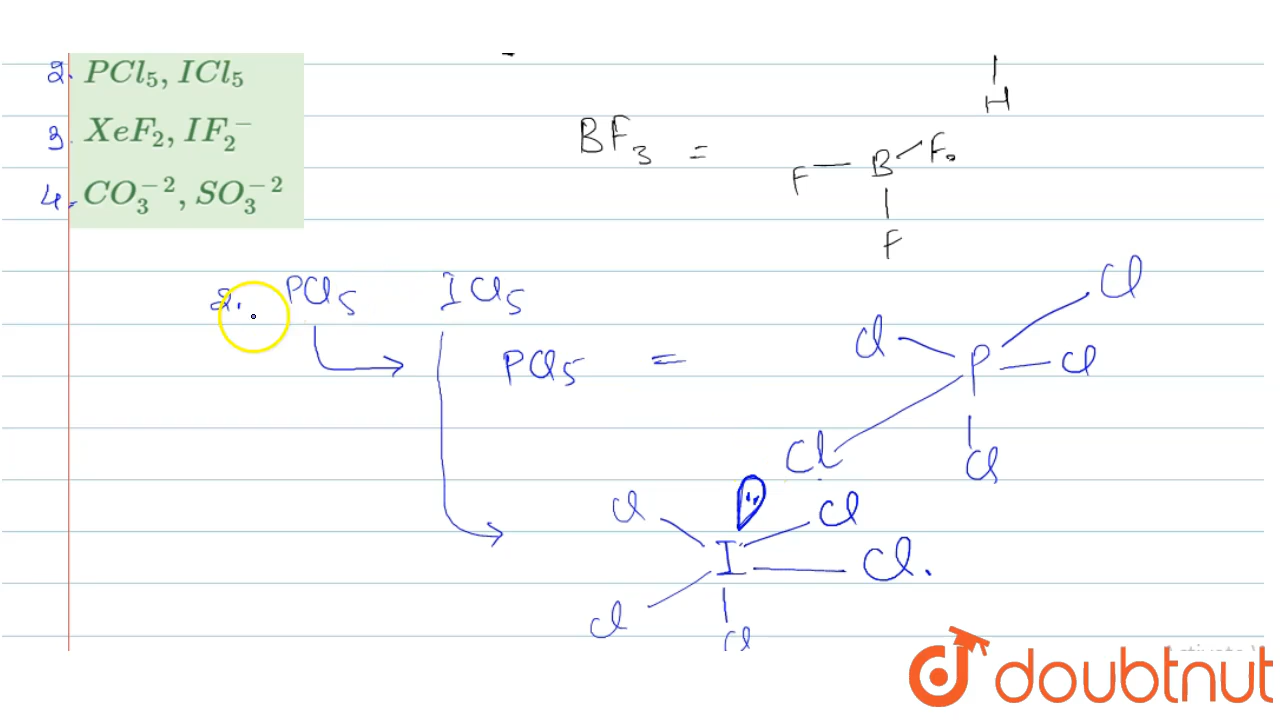 2. PCl₅, ICl₅
H
3. XeF₂, IF₂⁻
BF₃ =
F B F
F
4. CO₃⁻², SO₃⁻²
2. PCl₅ ICl₅
Cl
PCl₅ = Cl P Cl
Cl Cl
Cl Cl
I Cl.
Cl Cl
doubtnut